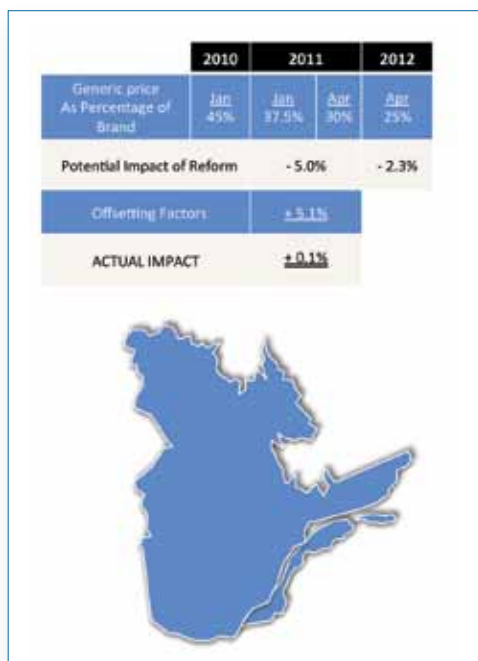 2010 2011 2012
Generic price
As Percentage of
Brand
Jan Jan Apr Apr
45% 37.5% 30% 25%
Potential Impact of Reform - 5.0% - 2.3%
Offsetting Factors + 5.1%
ACTUAL IMPACT + 0.1%